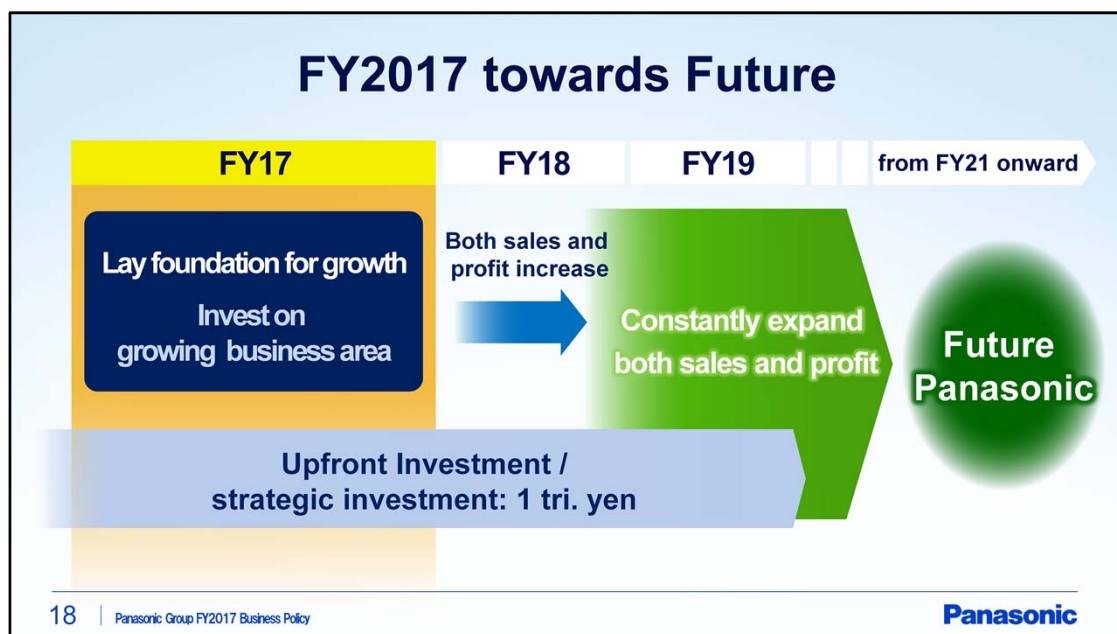 FY2017 towards Future
FY17
FY18
FY19
from FY21 onward
Lay foundation for growth
Invest on
growing business area
Both sales and
profit increase
Constantly expand
both sales and profit
Future
Panasonic
Upfront Investment /
strategic investment: 1 tri. yen
18
Panasonic Group FY2017 Business Policy
Panasonic